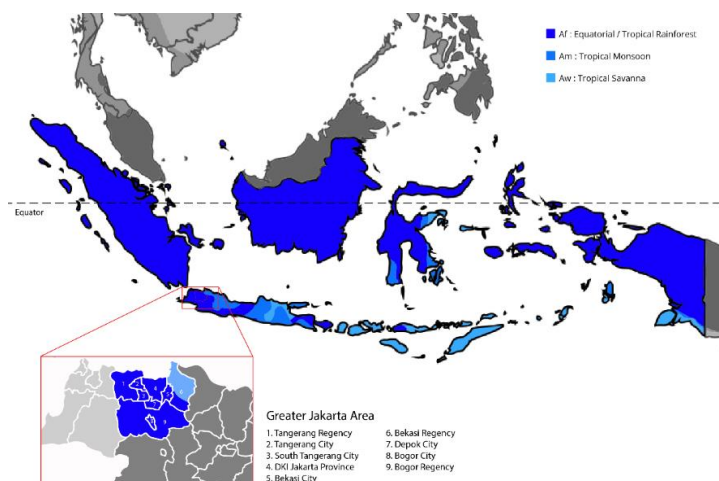 Af : Equatorial / Tropical Rainforest
Am : Tropical Monsoon
Aw : Tropical Savanna
Equator
Greater Jakarta Area
1. Tangerang Regency
2. Tangerang City
3. South Tangerang City
4. DKI Jakarta Province
5. Bekasi City
6. Bekasi Regency
7. Depok City
8. Bogor City
9. Bogor Regency